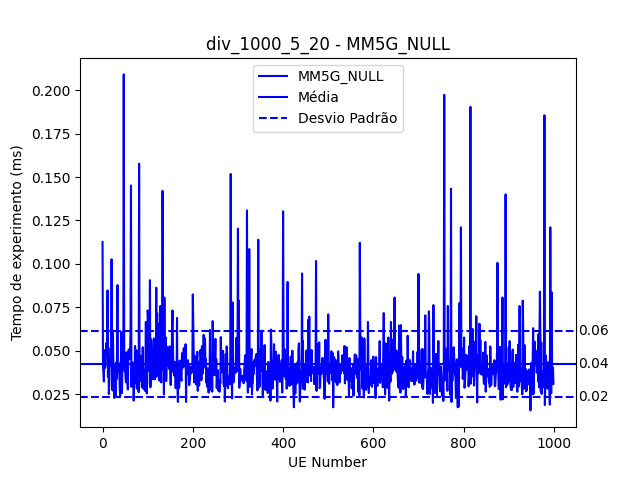 div_1000_5_20 - MM5G_NULL
MM5G_NULL
Média
Desvio Padrão
Tempo de experimento (ms)
0.200
0.175
0.150
0.125
0.100
0.075
0.050
0.025
0.06
0.04
0.02
0
200
400
600
800
1000
UE Number